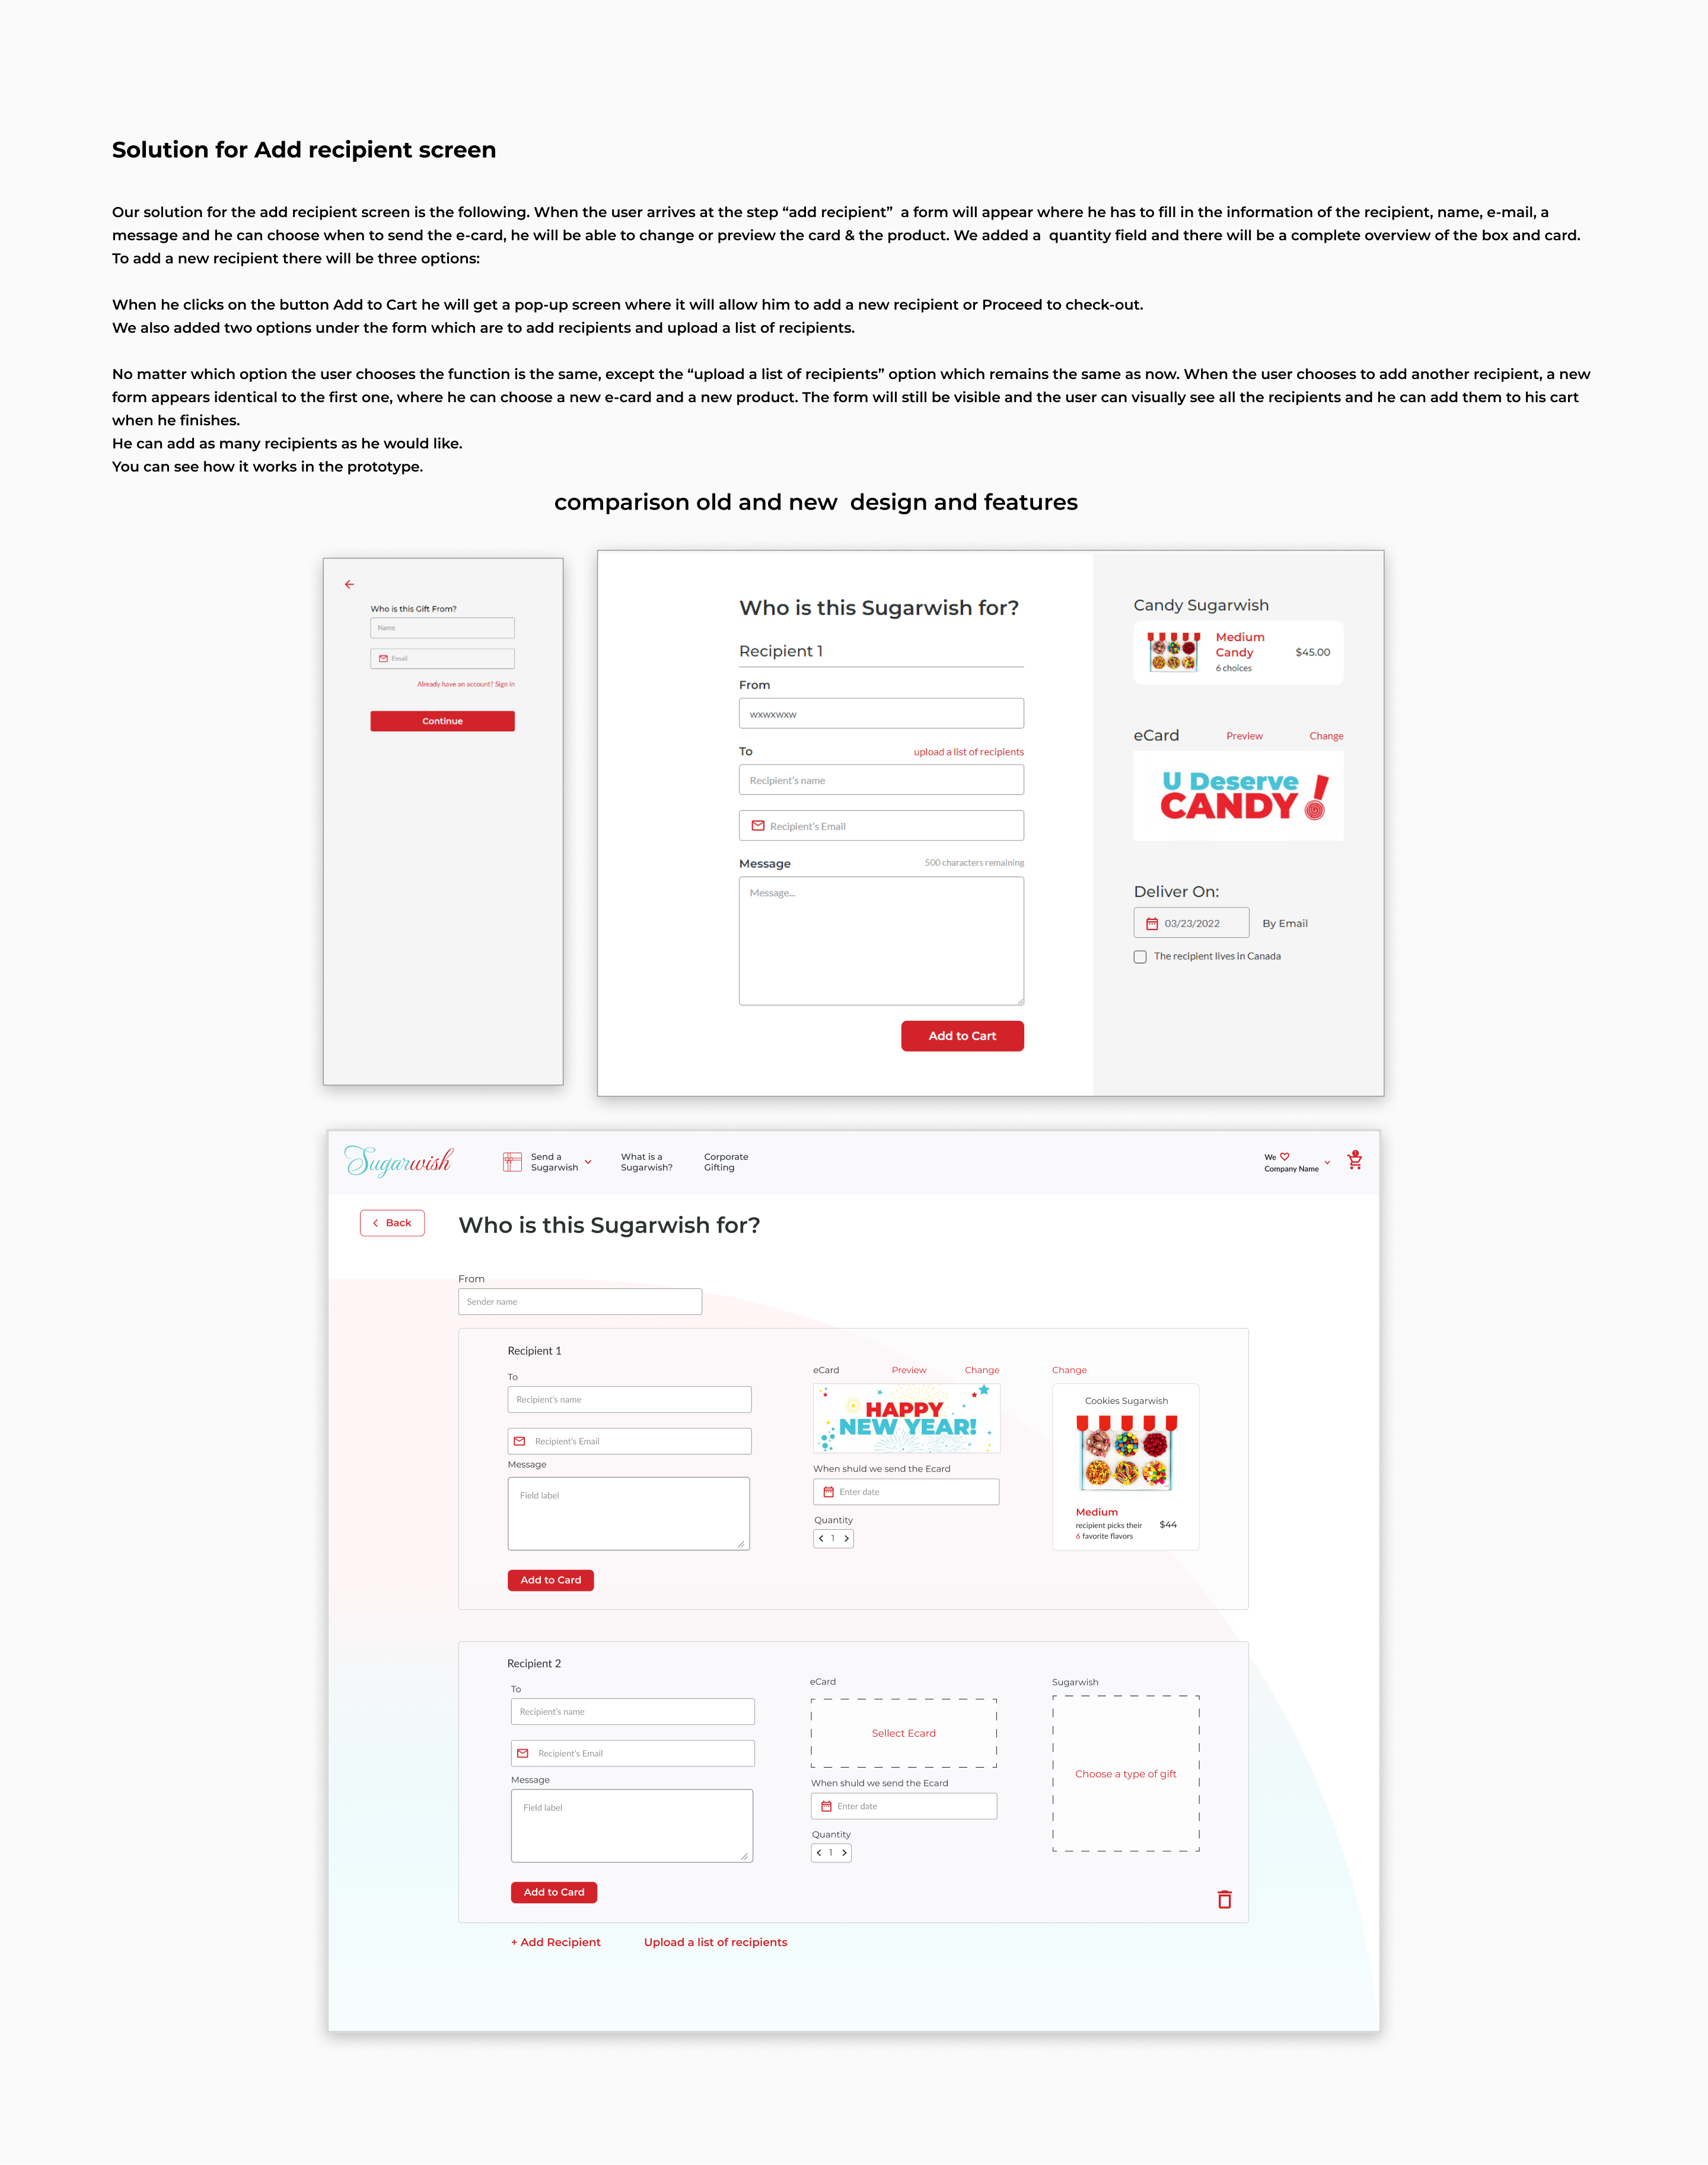 Solution for Add recipient screen
Our solution for the add recipient screen is the following. When the user arrives at the step “add recipient”  a form will appear where he has to fill in the information of the recipient, name, e-mail, a
message and he can choose when to send the e-card, he will be able to change or preview the card & the product. We added a  quantity field and there will be a complete overview of the box and card.
To add a new recipient there will be three options:
When he clicks on the button Add to Cart he will get a pop-up screen where it will allow him to add a new recipient or Proceed to check-out.
We also added two options under the form which are to add recipients and upload a list of recipients.
No matter which option the user chooses the function is the same, except the “upload a list of recipients” option which remains the same as now. When the user chooses to add another recipient, a new
form appears identical to the first one, where he can choose a new e-card and a new product. The form will still be visible and the user can visually see all the recipients and he can add them to his cart
when he finishes.
He can add as many recipients as he would like.
You can see how it works in the prototype.
comparison old and new  design and features
Who is this Gift From?
Name
Email
Already have an account? Sign in
Continue
Who is this Sugarwish for?
Recipient 1
From
wxwxwxw
To
upload a list of recipients
Recipient's name
Recipient's Email
Message
500 characters remaining
Message...
Add to Cart
Candy Sugarwish
Medium
Candy
6 choices
$45.00
eCard
Preview
Change
U Deserve
CANDY!
Deliver On:
03/23/2022
By Email
The recipient lives in Canada
Sugarwish
Send a
Sugarwish
What is a
Sugarwish?
Corporate
Gifting
We
Company Name
Back
Who is this Sugarwish for?
From
Sender name
Recipient 1
To
Recipient's name
Recipient's Email
Message
Field label
Add to Card
eCard
Preview
Change
HAPPY
NEW YEAR!
When shuld we send the Ecard
Enter date
Quantity
1
Change
Cookies Sugarwish
Medium
recipient picks their
6 favorite flavors
$44
Recipient 2
To
Recipient's name
Recipient's Email
Message
Field label
Add to Card
eCard
Sellect Ecard
When shuld we send the Ecard
Enter date
Quantity
1
Sugarwish
Choose a type of gift
+ Add Recipient
Upload a list of recipients